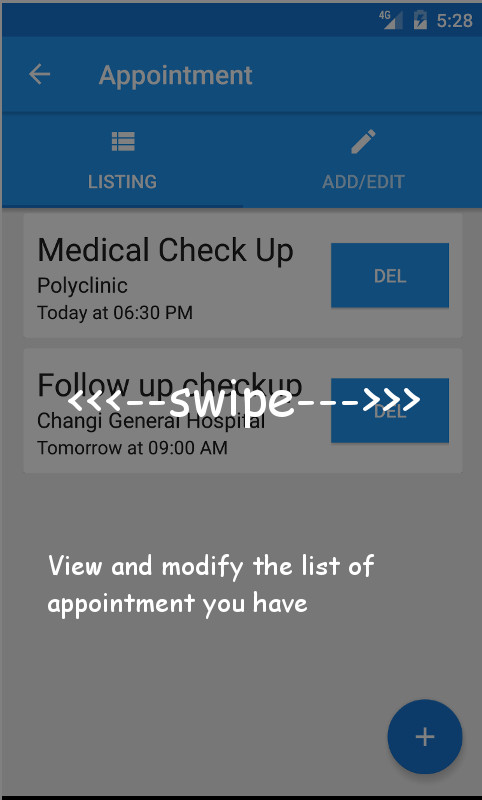 4G 5:28
Appointment
LISTING ADD/EDIT
Medical Check Up
Polyclinic
Today at 06:30 PM
DEL
Follow up checkup
<<<--swipe--->>>
Changi General Hospital
Tomorrow at 09:00 AM
DEL
View and modify the list of
appointment you have
+